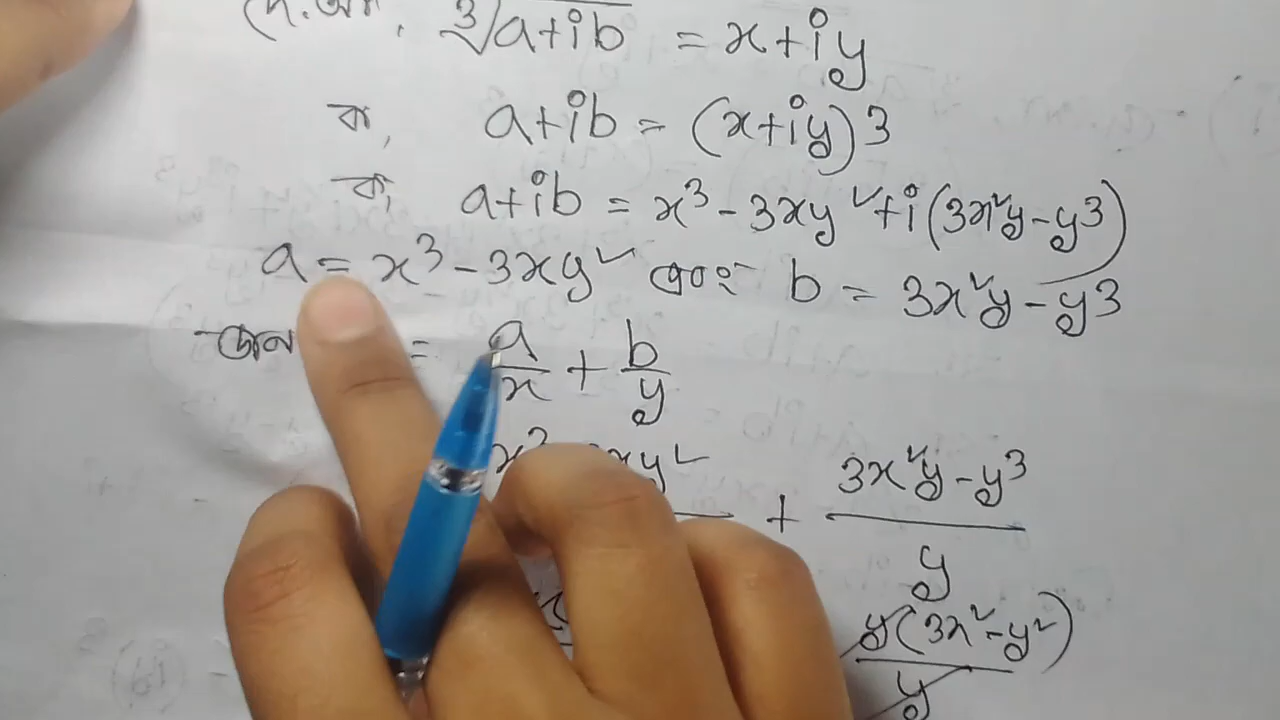 ∛(a+ib) = x+iy
বা, a+ib = (x+iy)3
বা, a+ib = x³-3xy²+i(3x²y-y³)
a = x³-3xy² এবং b = 3x²y-y³
= a/x + b/y
+ (3x²y-y³)/y
y(3x²-y²)/y